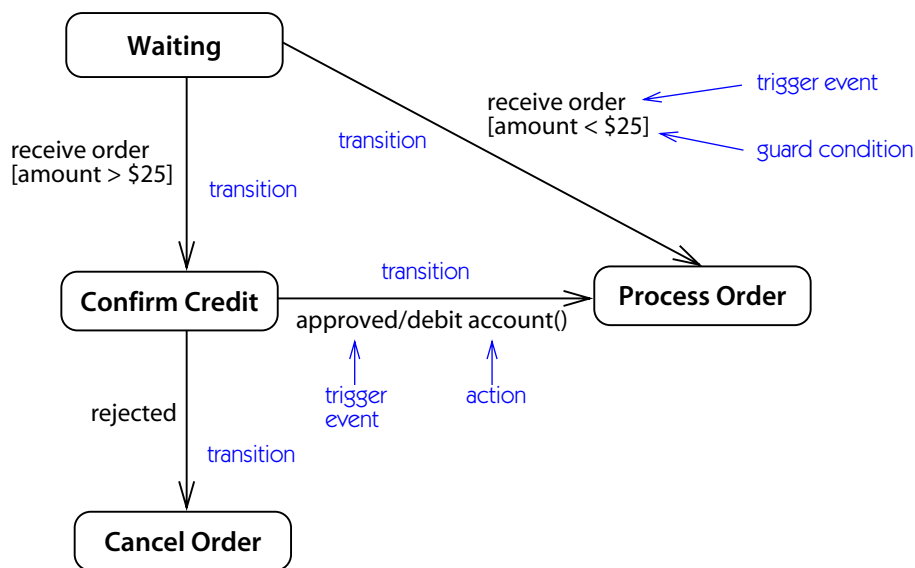 Waiting
trigger event
receive order
[amount < $25]
transition
guard condition
receive order
[amount > $25]
transition
transition
Confirm Credit
Process Order
approved/debit account()
trigger
event
action
rejected
transition
Cancel Order